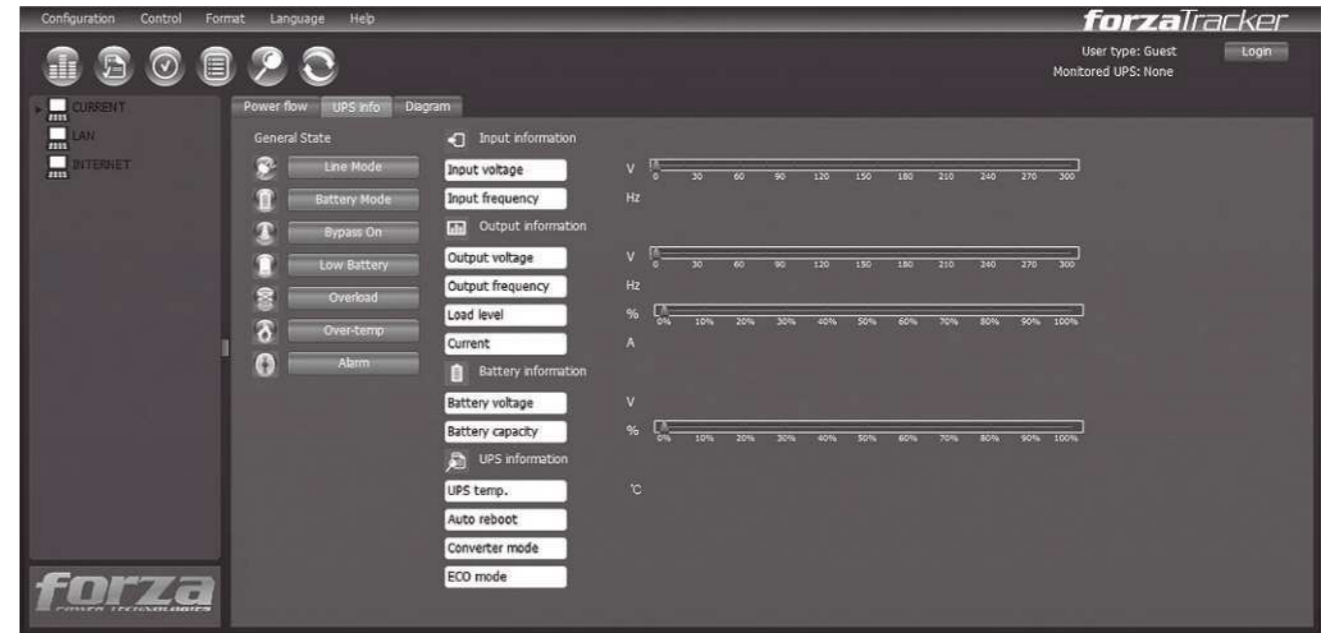 Configuration Control Format Language Help
forzaTracker
User type: Guest Login
Monitored UPS: None
CURRENT
LAN
INTERNET
Power flow UPS info Diagram
General State
Line Mode
Battery Mode
Bypass On
Low Battery
Overload
Over-temp
Alarm
Input information
Input voltage V
0 30 60 90 120 150 180 210 240 270 300
Input frequency Hz
Output information
Output voltage V
0 30 60 90 120 150 180 210 240 270 300
Output frequency Hz
Load level %
0% 10% 20% 30% 40% 50% 60% 70% 80% 90% 100%
Current A
Battery information
Battery voltage V
Battery capacity %
0% 10% 20% 30% 40% 50% 60% 70% 80% 90% 100%
UPS information
UPS temp. °C
Auto reboot
Converter mode
ECO mode
forza
POWER TECHNOLOGIES